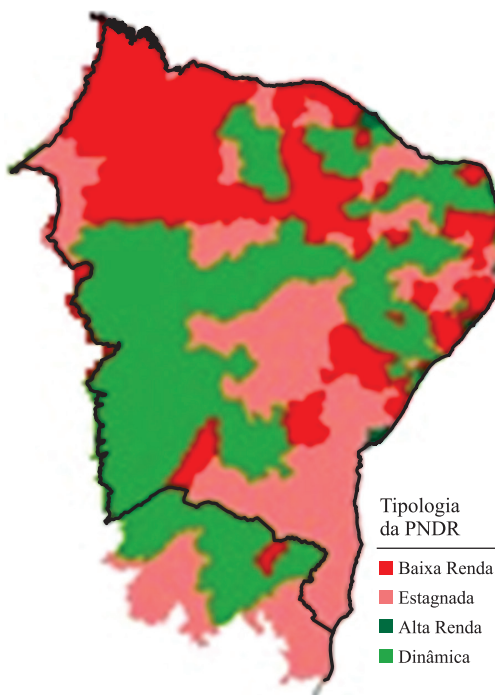 Tipologia
da PNDR
Baixa Renda
Estagnada
Alta Renda
Dinâmica